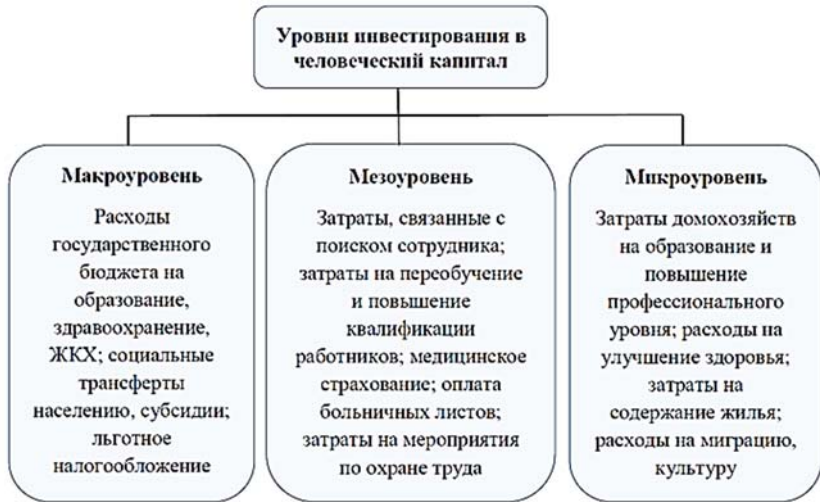 Уровни инвестирования в
человеческий капитал
Макроуровень
Расходы
государственного
бюджета на
образование,
здравоохранение,
ЖКХ; социальные
трансферты
населению, субсидии;
льготное
налогообложение
Мезоуровень
Затраты, связанные с
поиском сотрудника;
затраты на переобучение
и повышение
квалификации
работников; медицинское
страхование; оплата
больничных листов;
затраты на мероприятия
по охране труда
Микроуровень
Затраты домохозяйств
на образование и
повышение
профессионального
уровня; расходы на
улучшение здоровья;
затраты на
содержание жилья;
расходы на миграцию,
культуру